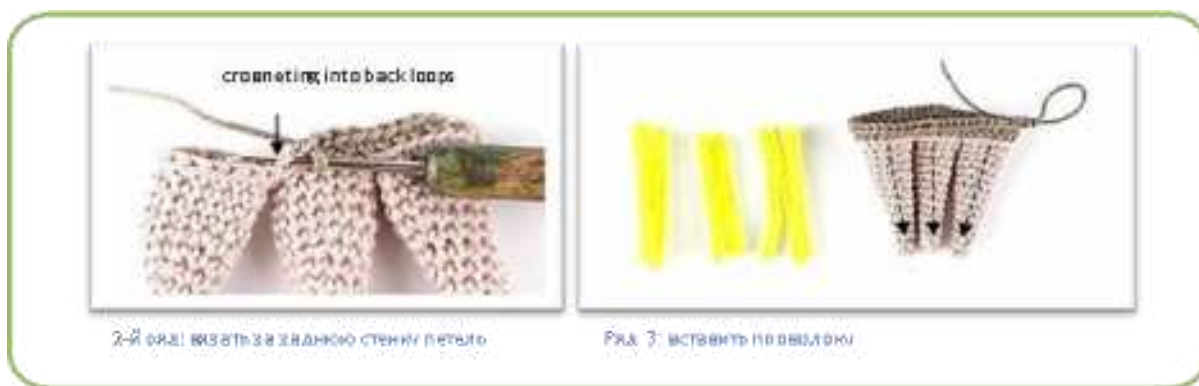 crocheting into back loops
2-й ряд: вязать за заднюю стенку петель
Ряд 3: вставить проволоку